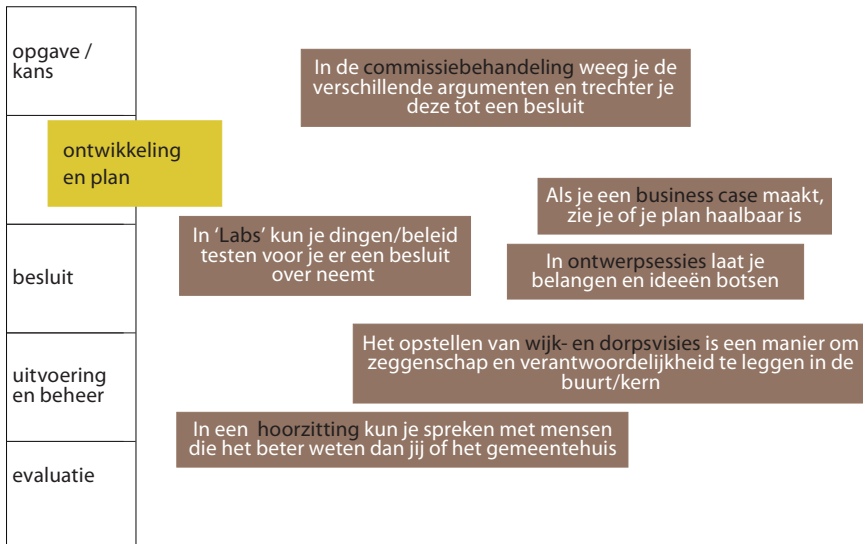 opgave /
kans
ontwikkeling
en plan
besluit
uitvoering
en beheer
evaluatie
In de commissiebehandeling weeg je de
verschillende argumenten en trechter je
deze tot een besluit
Als je een business case maakt,
zie je of je plan haalbaar is
In ‘Labs’ kun je dingen/beleid
testen voor je er een besluit
over neemt
In ontwerpsessies laat je
belangen en ideeën botsen
Het opstellen van wijk- en dorpsvisies is een manier om
zeggenschap en verantwoordelijkheid te leggen in de
buurt/kern
In een hoorzitting kun je spreken met mensen
die het beter weten dan jij of het gemeentehuis